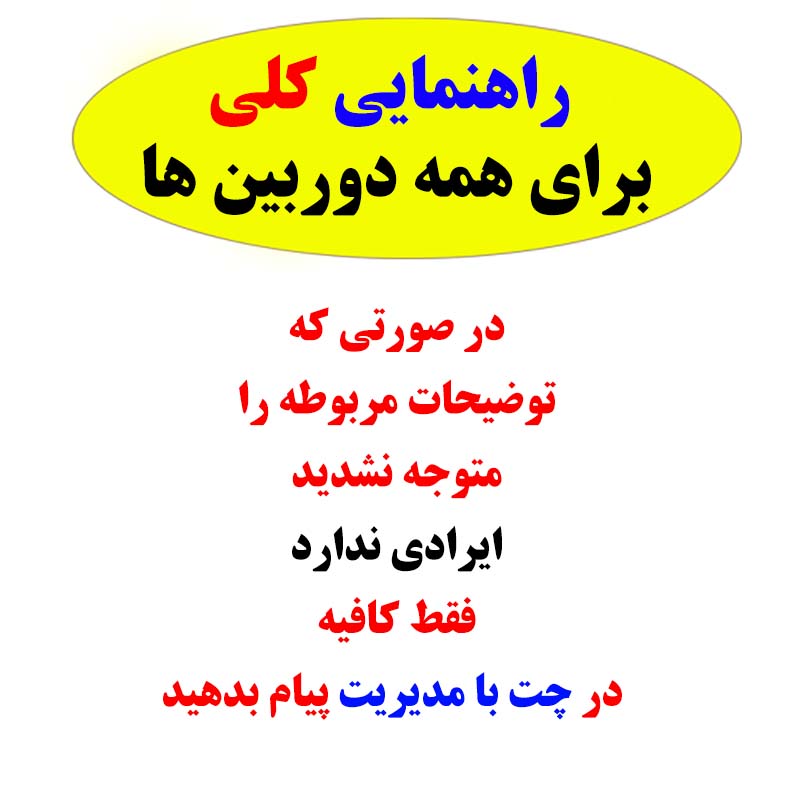 راهنمایی کلی
برای همه دوربین ها
در صورتی که
توضیحات مربوطه را
متوجه نشدید
ایرادی ندارد
فقط کافیه
در چت با مدیریت پیام بدهید